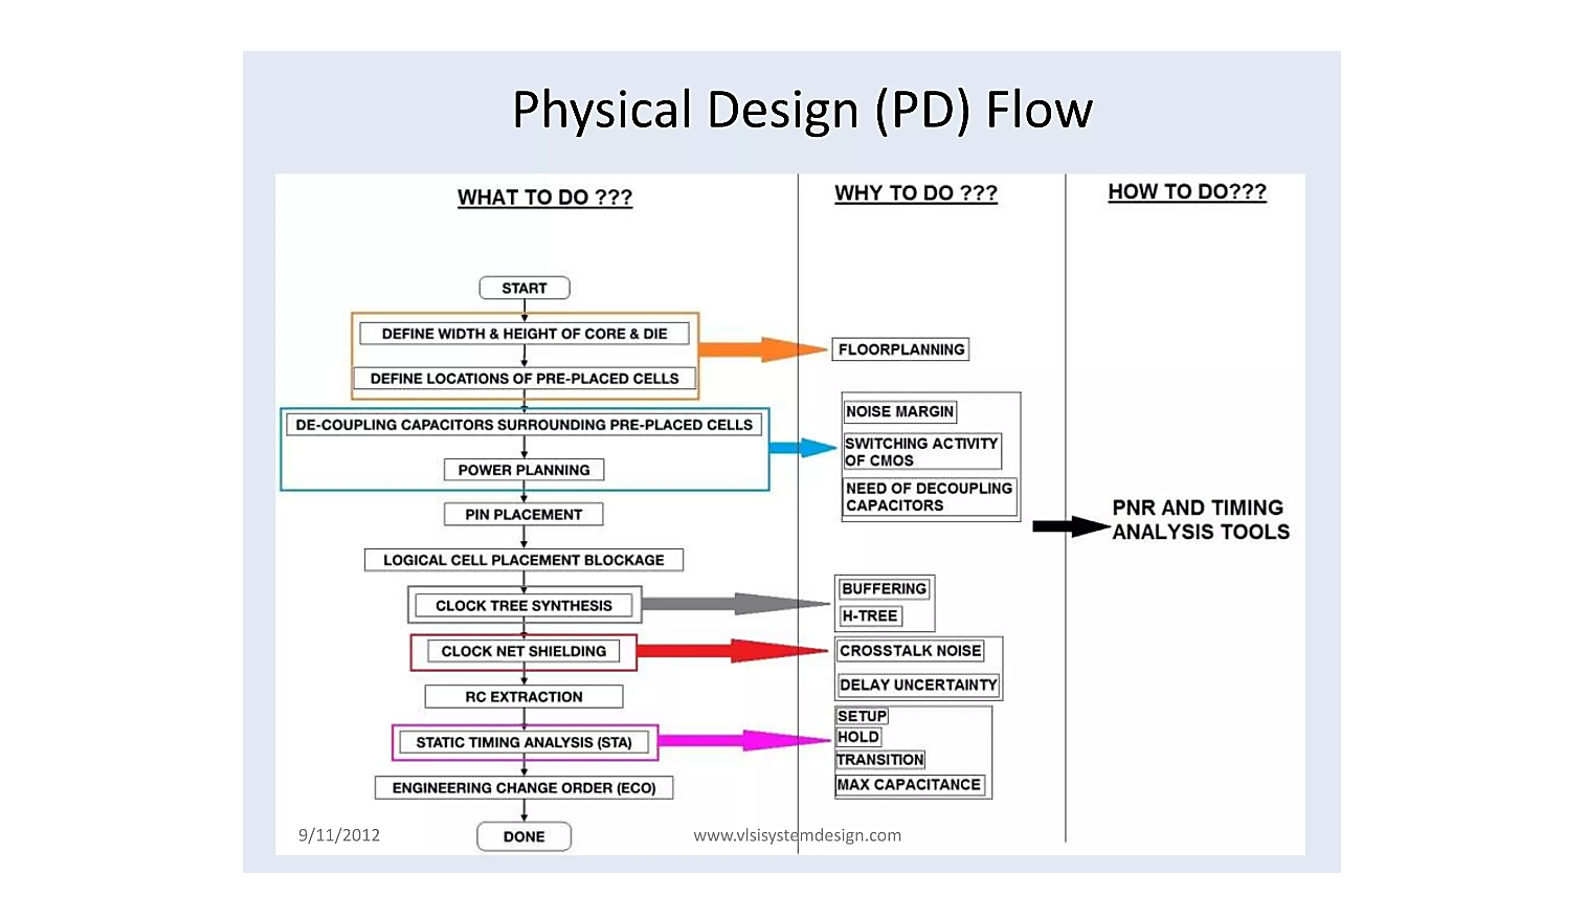 Physical Design (PD) Flow
WHAT TO DO ???
WHY TO DO ???
HOW TO DO???
START
DEFINE WIDTH & HEIGHT OF CORE & DIE
DEFINE LOCATIONS OF PRE-PLACED CELLS
DE-COUPLING CAPACITORS SURROUNDING PRE-PLACED CELLS
POWER PLANNING
PIN PLACEMENT
LOGICAL CELL PLACEMENT BLOCKAGE
CLOCK TREE SYNTHESIS
CLOCK NET SHIELDING
RC EXTRACTION
STATIC TIMING ANALYSIS (STA)
ENGINEERING CHANGE ORDER (ECO)
DONE
FLOORPLANNING
NOISE MARGIN
SWITCHING ACTIVITY
OF CMOS
NEED OF DECOUPLING
CAPACITORS
BUFFERING
H-TREE
CROSSTALK NOISE
DELAY UNCERTAINTY
SETUP
HOLD
TRANSITION
MAX CAPACITANCE
PNR AND TIMING
ANALYSIS TOOLS
9/11/2012
www.vlsisystemdesign.com